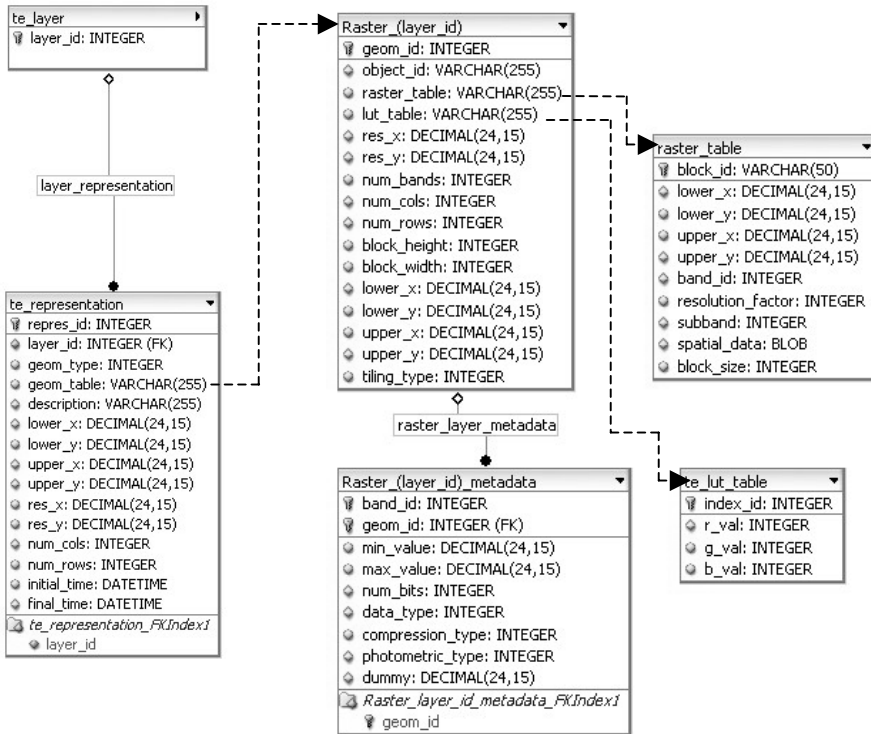 te_layer
layer_id: INTEGER
layer_representation
te_representation
repres_id: INTEGER
layer_id: INTEGER (FK)
geom_type: INTEGER
geom_table: VARCHAR(255)
description: VARCHAR(255)
lower_x: DECIMAL(24,15)
lower_y: DECIMAL(24,15)
upper_x: DECIMAL(24,15)
upper_y: DECIMAL(24,15)
res_x: DECIMAL(24,15)
res_y: DECIMAL(24,15)
num_cols: INTEGER
num_rows: INTEGER
initial_time: DATETIME
final_time: DATETIME
te_representation_FKIndex1
layer_id
Raster_(layer_id)
geom_id: INTEGER
object_id: VARCHAR(255)
raster_table: VARCHAR(255)
lut_table: VARCHAR(255)
res_x: DECIMAL(24,15)
res_y: DECIMAL(24,15)
num_bands: INTEGER
num_cols: INTEGER
num_rows: INTEGER
block_height: INTEGER
block_width: INTEGER
lower_x: DECIMAL(24,15)
lower_y: DECIMAL(24,15)
upper_x: DECIMAL(24,15)
upper_y: DECIMAL(24,15)
tiling_type: INTEGER
raster_layer_metadata
Raster_(layer_id)_metadata
band_id: INTEGER
geom_id: INTEGER (FK)
min_value: DECIMAL(24,15)
max_value: DECIMAL(24,15)
num_bits: INTEGER
data_type: INTEGER
compression_type: INTEGER
photometric_type: INTEGER
dummy: DECIMAL(24,15)
Raster_layer_id_metadata_FKIndex1
geom_id
raster_table
block_id: VARCHAR(50)
lower_x: DECIMAL(24,15)
lower_y: DECIMAL(24,15)
upper_x: DECIMAL(24,15)
upper_y: DECIMAL(24,15)
band_id: INTEGER
resolution_factor: INTEGER
subband: INTEGER
spatial_data: BLOB
block_size: INTEGER
te_lut_table
index_id: INTEGER
r_val: INTEGER
g_val: INTEGER
b_val: INTEGER